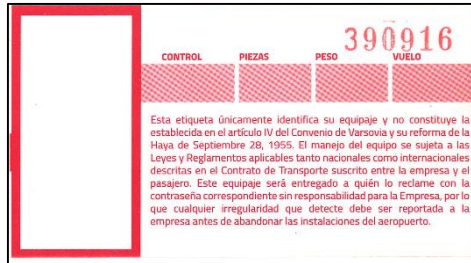 390916
CONTROL PIEZAS PESO VUELO
Esta etiqueta únicamente identifica su equipaje y no constituye la
establecida en el artículo IV del Convenio de Varsovia y su reforma de la
Haya de Septiembre 28, 1955. El manejo del equipo se sujeta a las
Leyes y Reglamentos aplicables tanto nacionales como internacionales
descritas en el Contrato de Transporte suscrito entre la empresa y el
pasajero. Este equipaje será entregado a quién lo reclame con la
contraseña correspondiente sin responsabilidad para la Empresa, por lo
que cualquier irregularidad que detecte debe ser reportada a la
empresa antes de abandonar las instalaciones del aeropuerto.